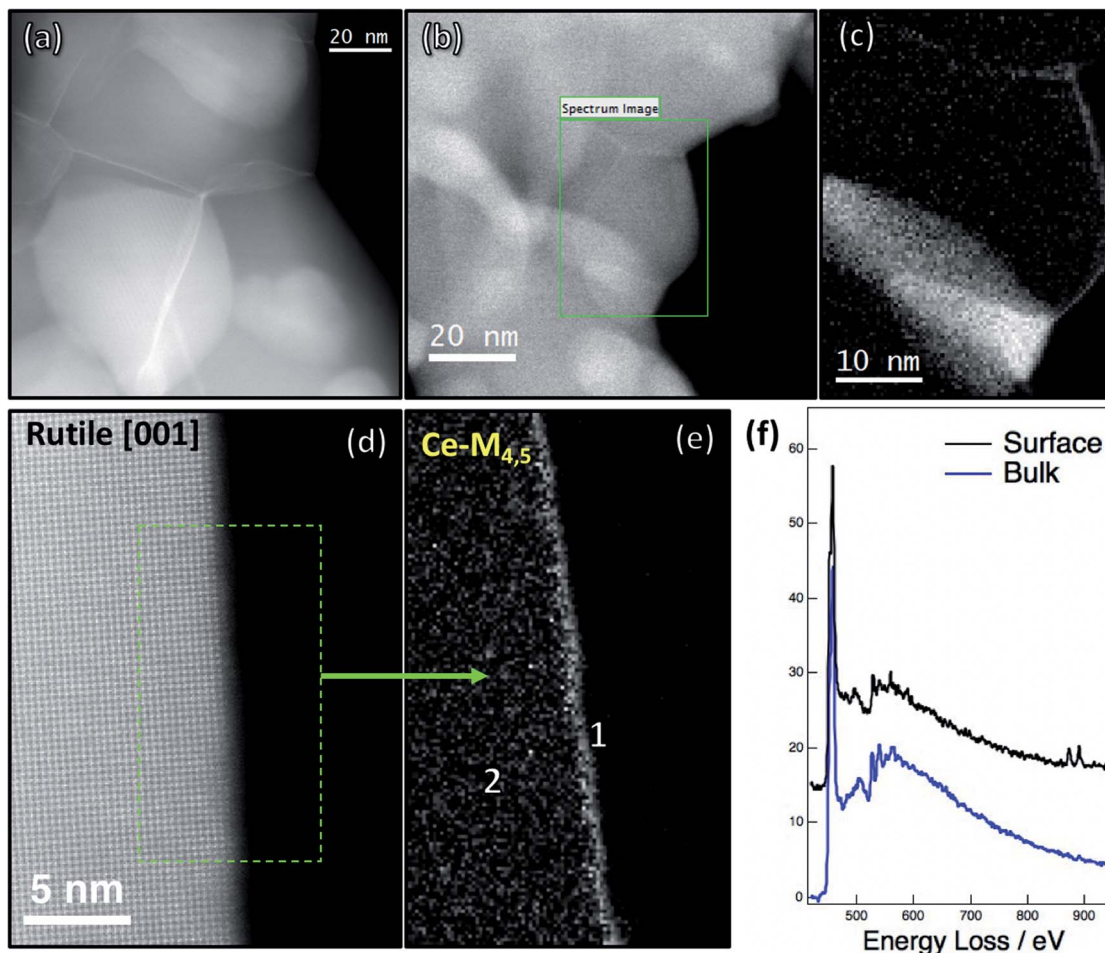 (a)
20 nm
(b)
Spectrum Image
20 nm
(c)
10 nm
Rutile [001]
(d)
5 nm
Ce-M4,5
(e)
1
2
(f)
60
50
40
30
20
10
0
Surface
Bulk
500 600 700 800 900
Energy Loss / eV